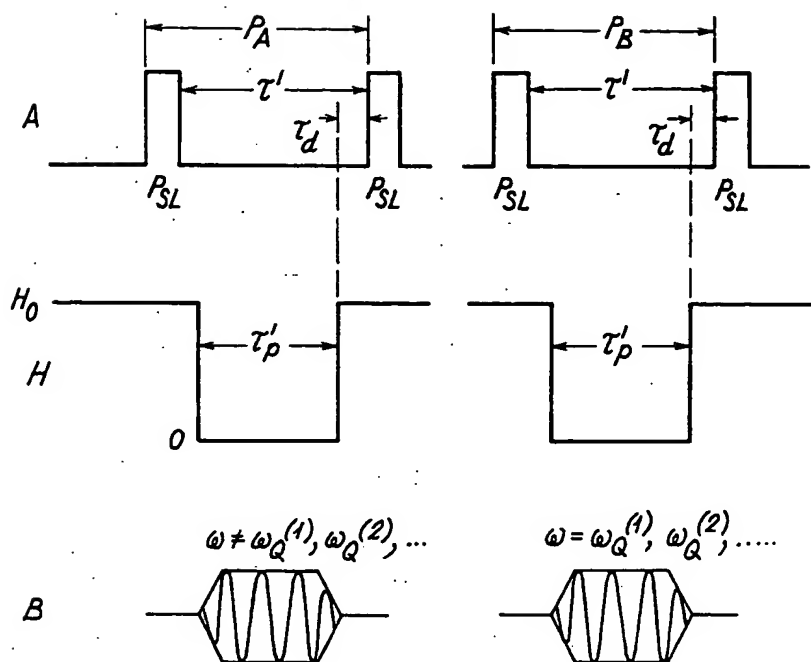 P_A P_B
τ' τ'
A τ_d τ_d
P_SL P_SL P_SL P_SL
H_0
τ'_p τ'_p
H
0
ω ≠ ω_Q^(1), ω_Q^(2), ... ω = ω_Q^(1), ω_Q^(2), .....
B